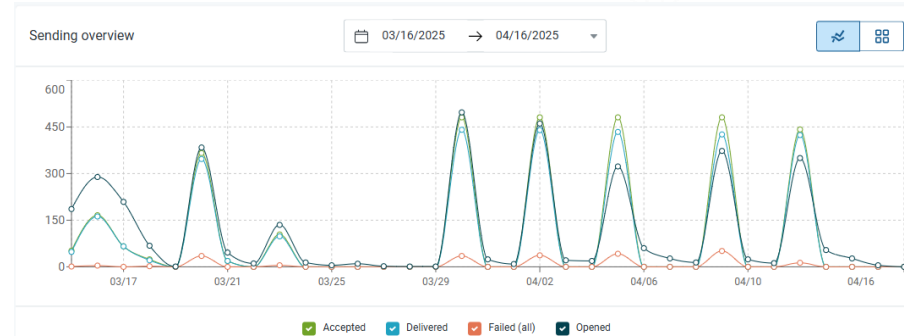 Sending overview
03/16/2025 → 04/16/2025
600
450
300
150
0
03/17 03/21 03/25 03/29 04/02 04/06 04/10 04/16
Accepted Delivered Failed (all) Opened